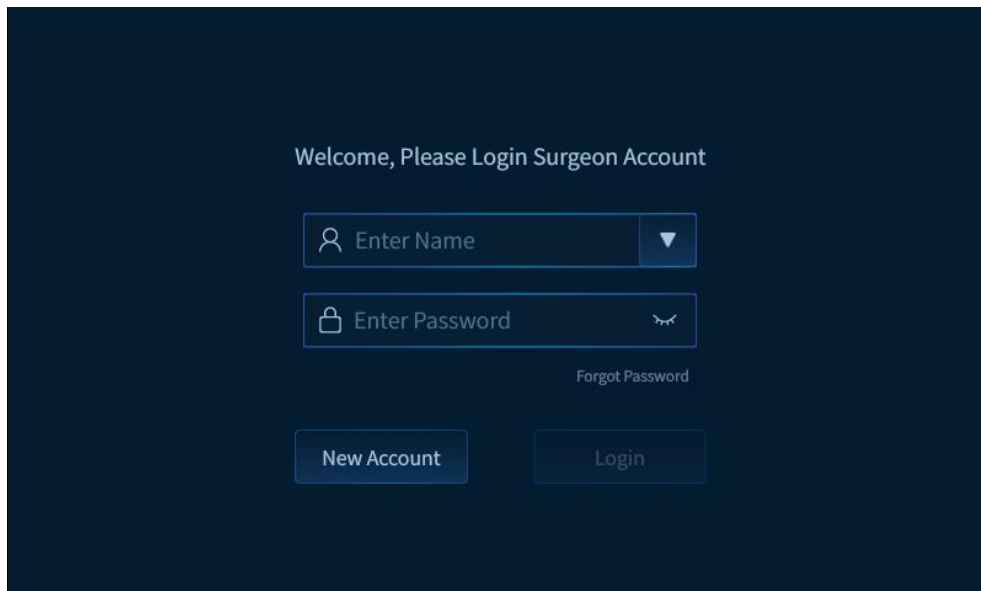 Welcome, Please Login Surgeon Account
Enter Name
Enter Password
Forgot Password
New Account
Login